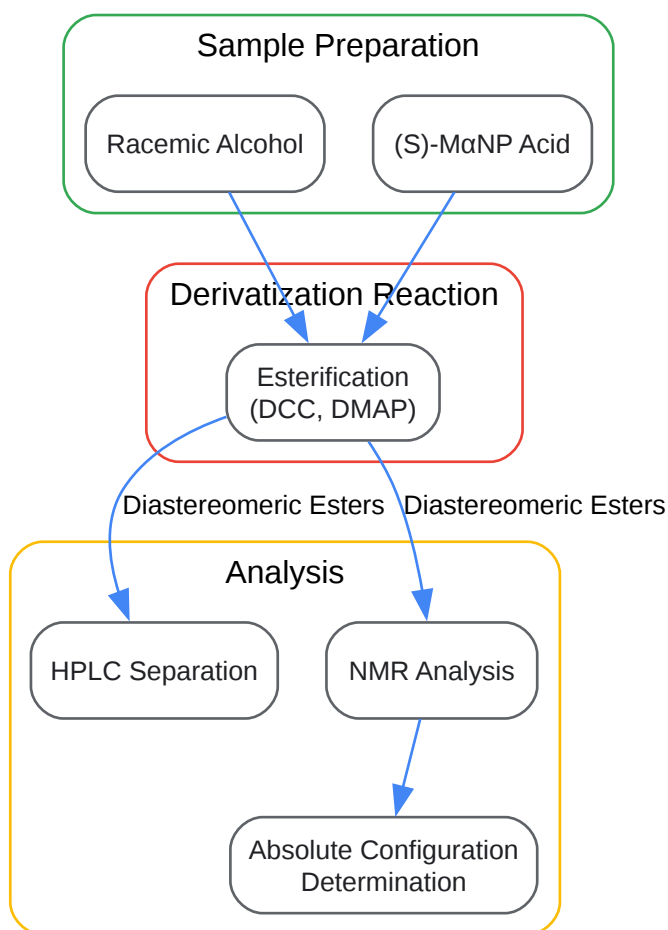 Sample Preparation
Racemic Alcohol
(S)-MαNP Acid
Derivatization Reaction
Esterification
(DCC, DMAP)
Diastereomeric Esters
Diastereomeric Esters
Analysis
HPLC Separation
NMR Analysis
Absolute Configuration
Determination